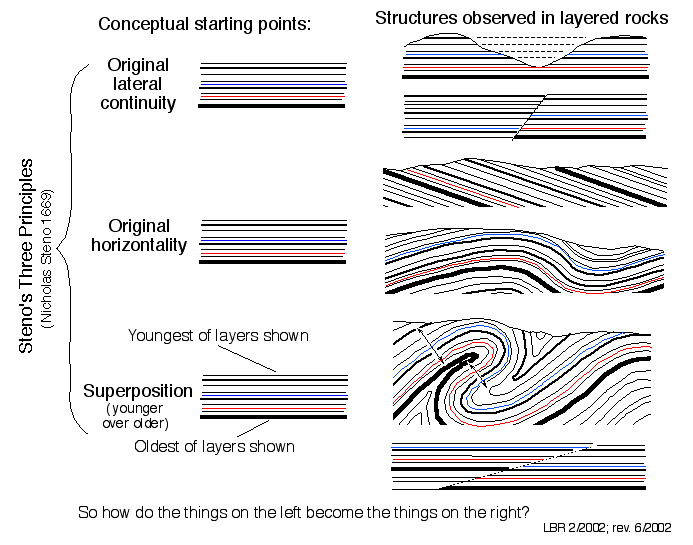 Conceptual starting points:
Structures observed in layered rocks
Steno's Three Principles
(Nicholas Steno 1669)
Original
lateral
continuity
Original
horizontality
Youngest of layers shown
Superposition
(younger
over older)
Oldest of layers shown
So how do the things on the left become the things on the right?
LBR 2/2002; rev. 6/2002